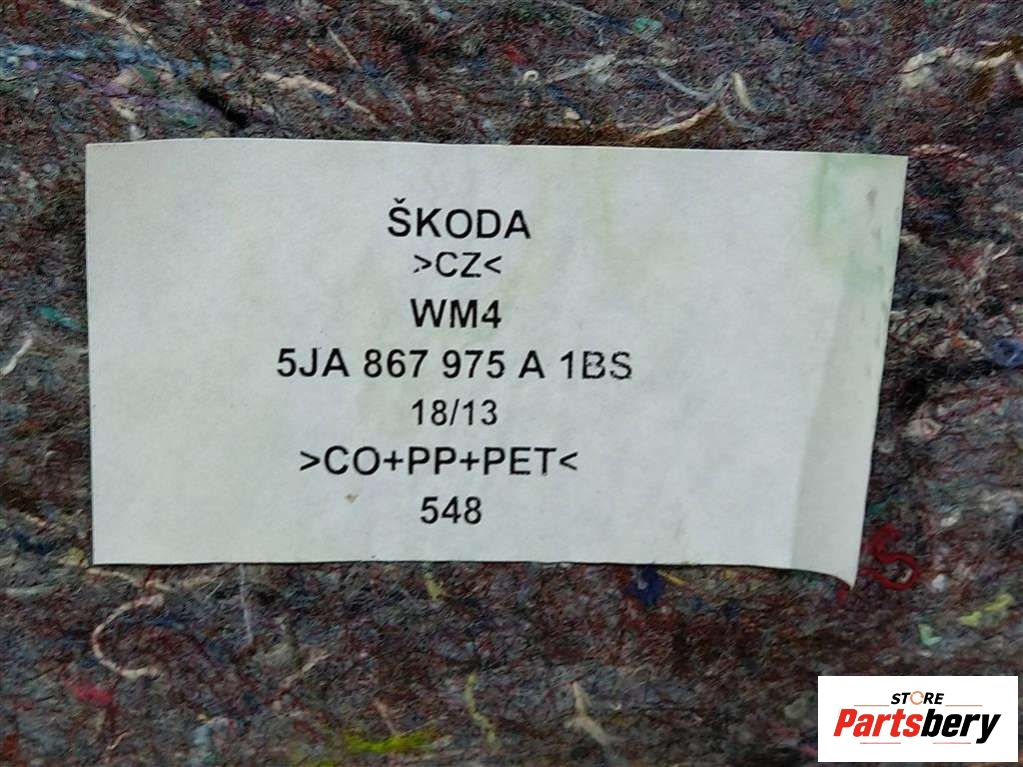 ŠKODA
>CZ<
WM4
5JA 867 975 A 1BS
18/13
>CO+PP+PET<
548
S
STORE
Partsbery